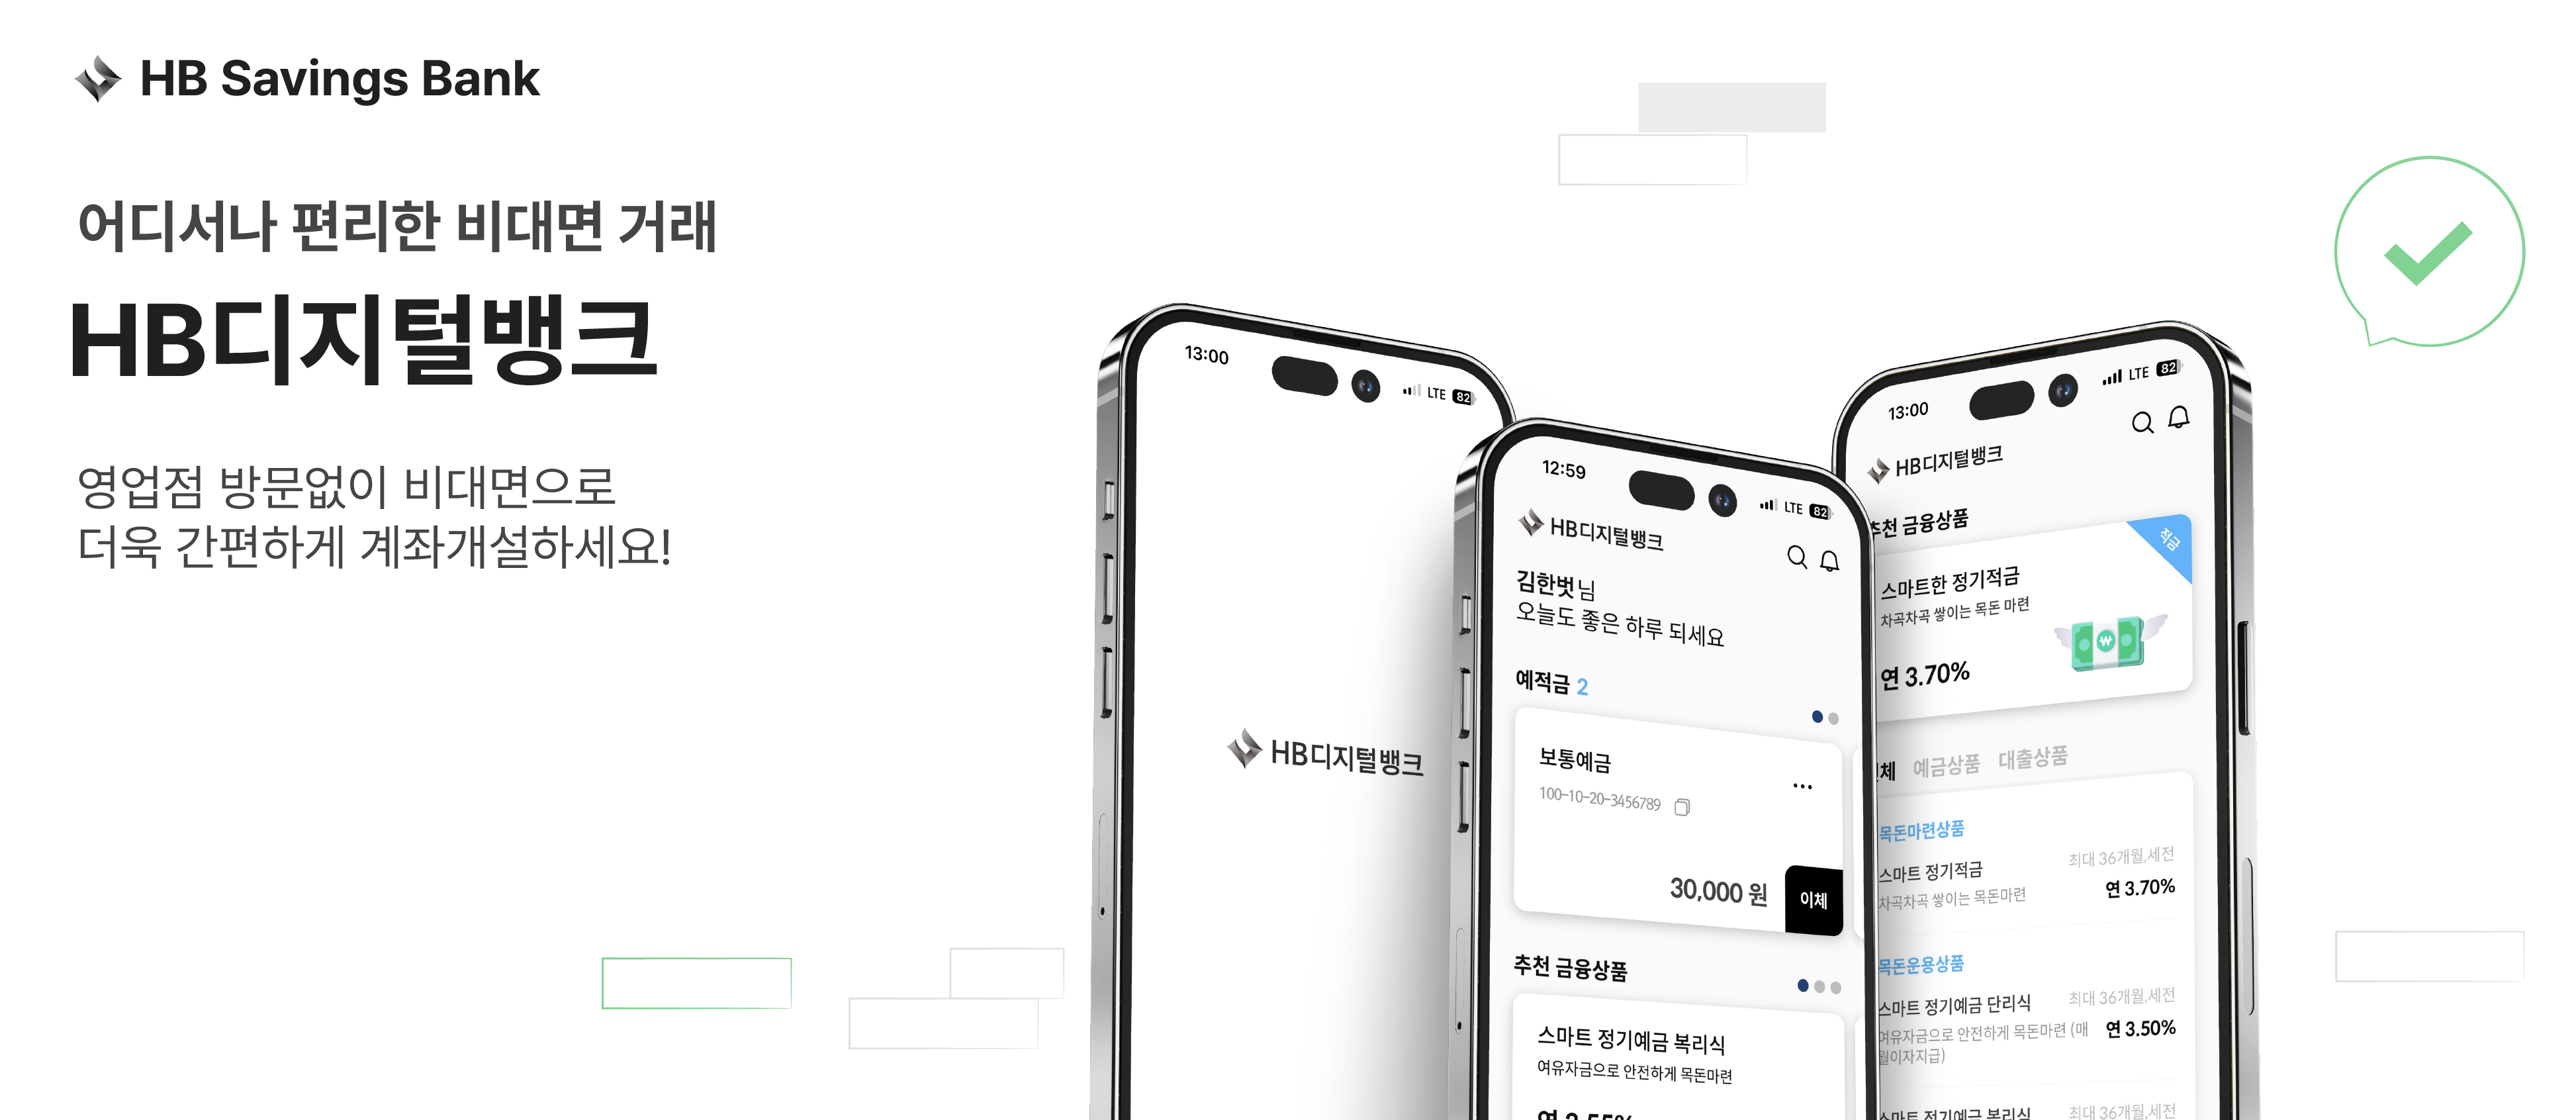 HB Savings Bank
어디서나 편리한 비대면 거래
HB디지털뱅크
영업점 방문없이 비대면으로
더욱 간편하게 계좌개설하세요!
13:00
LTE 82
HB디지털뱅크
12:59
LTE 82
HB디지털뱅크
김한벗님
오늘도 좋은 하루 되세요
예적금 2
보통예금
100-10-20-3456789
30,000 원
이체
추천 금융상품
스마트 정기예금 복리식
여유자금으로 안전하게 목돈마련
13:00
LTE 82
HB디지털뱅크
추천 금융상품
적금
스마트한 정기적금
차곡차곡 쌓이는 목돈 마련
연 3.70%
예금상품 대출상품
목돈마련상품
스마트 정기적금
최대 36개월,세전
차곡차곡 쌓이는 목돈마련
연 3.70%
목돈운용상품
스마트 정기예금 단리식
최대 36개월,세전
여유자금으로 안전하게 목돈마련 (매
월이자지급)
연 3.50%
스마트 정기예금 복리식
최대 36개월,세전